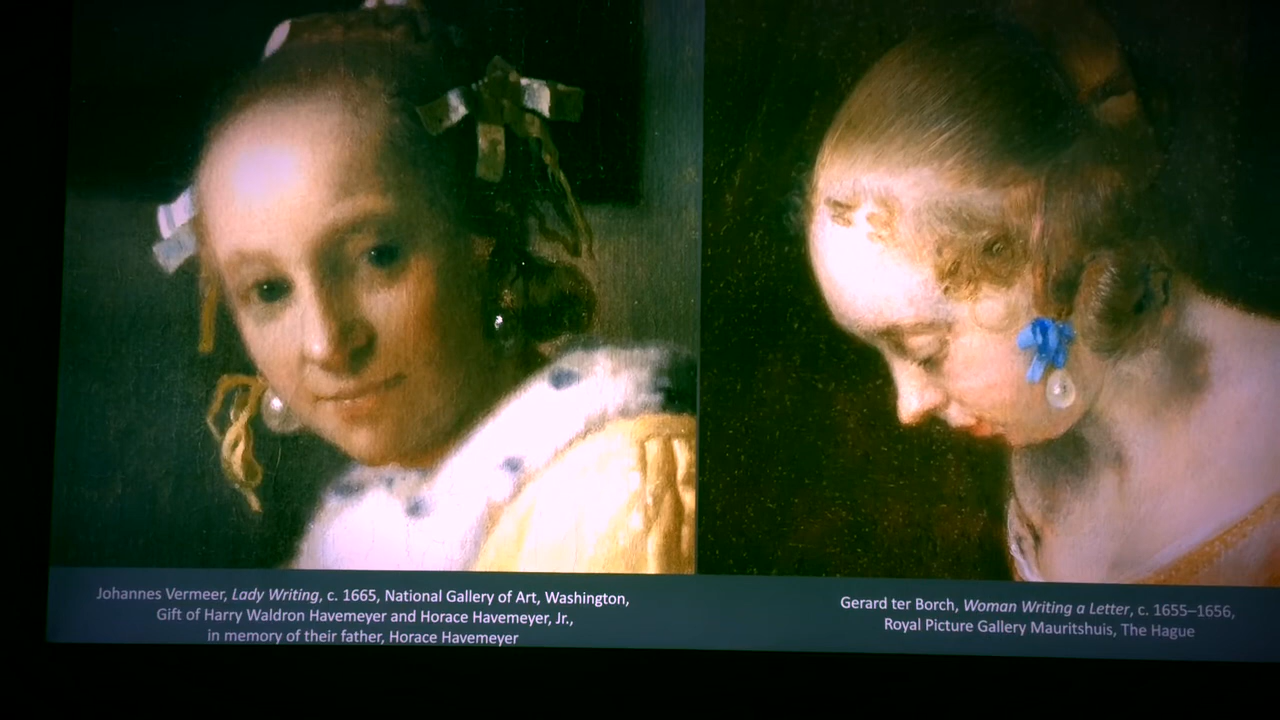 Johannes Vermeer, Lady Writing, c. 1665, National Gallery of Art, Washington,
Gift of Harry Waldron Havemeyer and Horace Havemeyer, Jr.,
in memory of their father, Horace Havemeyer
Gerard ter Borch, Woman Writing a Letter, c. 1655–1656,
Royal Picture Gallery Mauritshuis, The Hague